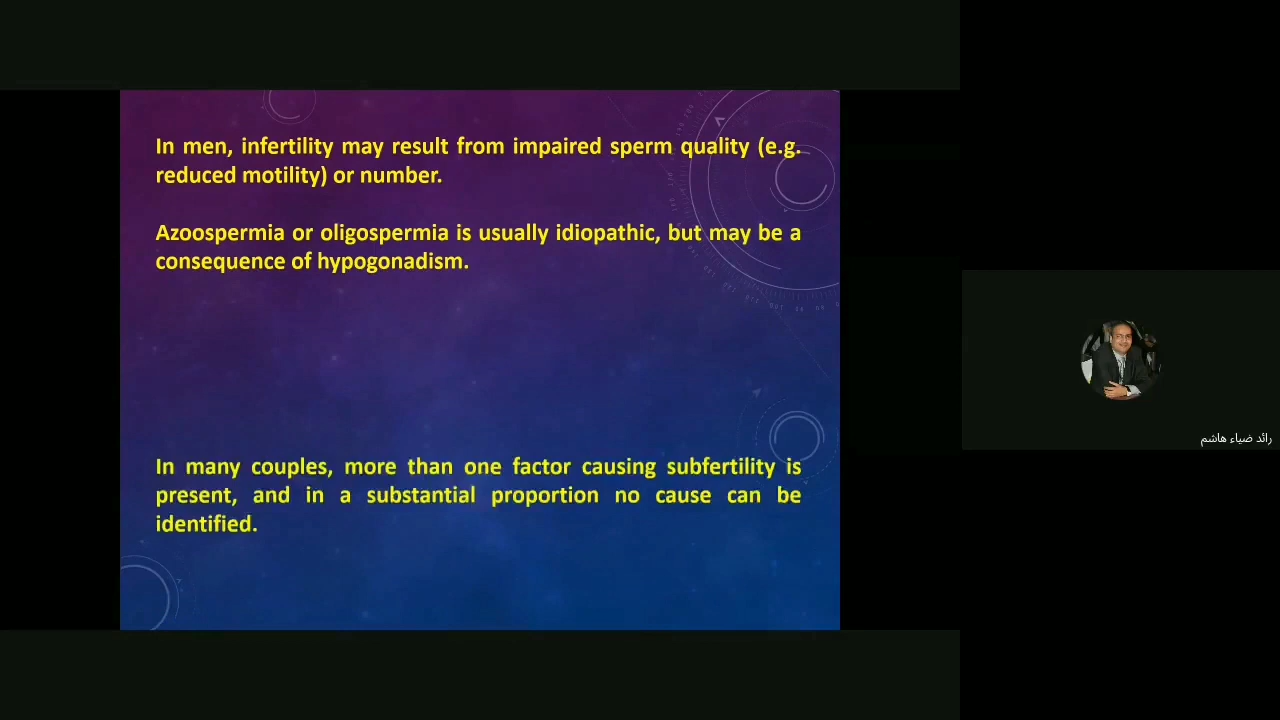 In men, infertility may result from impaired sperm quality (e.g.
reduced motility) or number.
Azoospermia or oligospermia is usually idiopathic, but may be a
consequence of hypogonadism.
In many couples, more than one factor causing subfertility is
present, and in a substantial proportion no cause can be
identified.
رائد ضياء هاشم